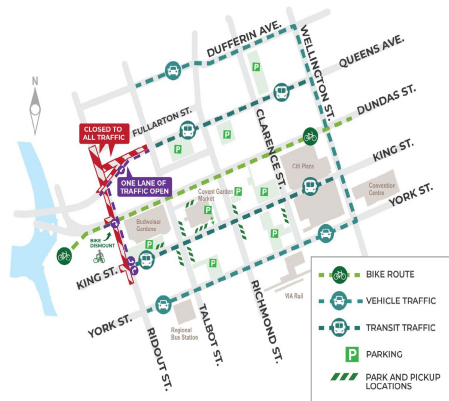 DUFFERIN AVE.
WELLINGTON ST.
QUEENS AVE.
N
FULLARTON ST.
P
DUNDAS ST.
CLOSED TO
ALL TRAFFIC
CLARENCE ST.
P
P
KING ST.
ONE LANE OF
TRAFFIC OPEN
Citi Plaza
Convention
Centre
Covent Garden
Market
P
P
YORK ST.
Budweiser
Gardens
BIKE
DISMOUNT
P
P
KING ST.
VIA Rail
YORK ST.
Regional
Bus Station
RIDOUT ST.
TALBOT ST.
RICHMOND ST.
BIKE ROUTE
VEHICLE TRAFFIC
TRANSIT TRAFFIC
P PARKING
PARK AND PICKUP
LOCATIONS